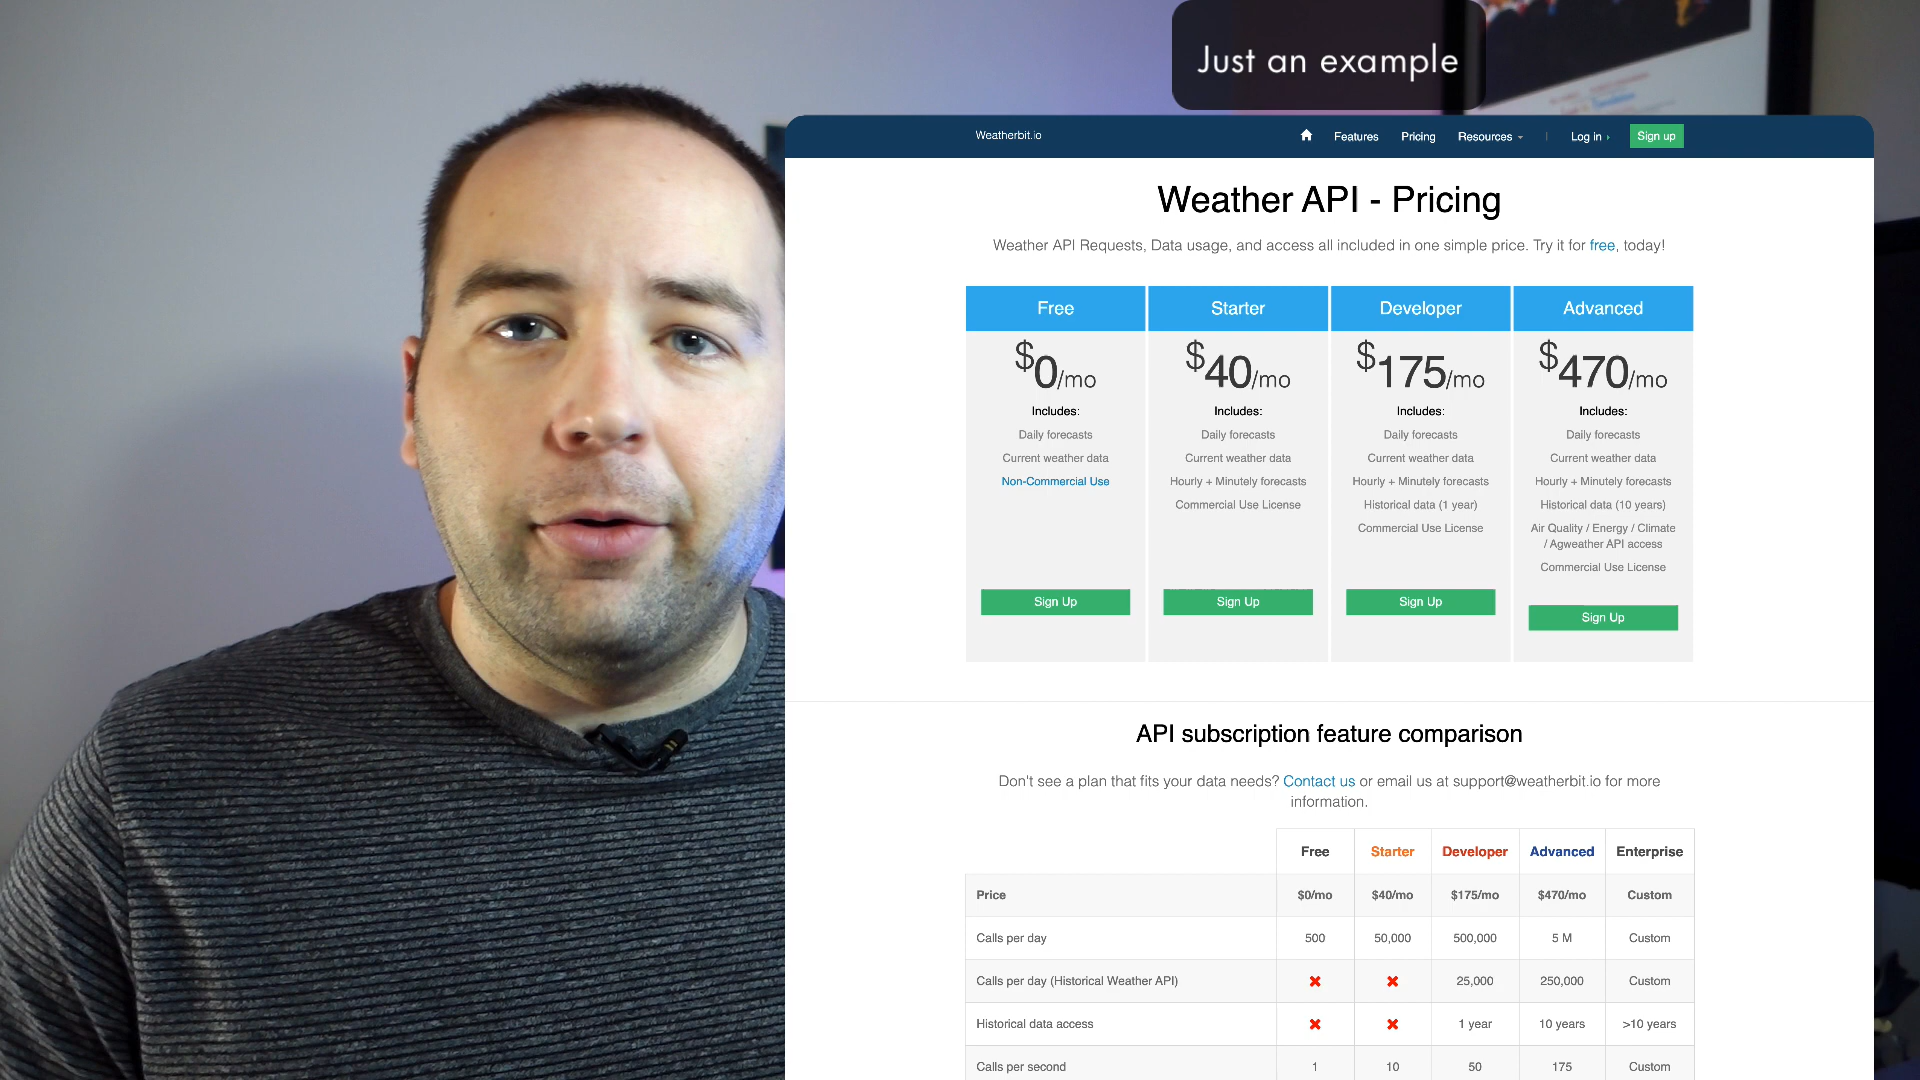 Just an example
Weatherbit.io
Features Pricing Resources | Log in Sign up
Weather API - Pricing
Weather API Requests, Data usage, and access all included in one simple price. Try it for free, today!
Free Starter Developer Advanced
$0/mo $40/mo $175/mo $470/mo
Includes: Includes: Includes: Includes:
Daily forecasts Daily forecasts Daily forecasts Daily forecasts
Current weather data Current weather data Current weather data Current weather data
Non-Commercial Use Hourly + Minutely forecasts Hourly + Minutely forecasts Hourly + Minutely forecasts
Commercial Use License Historical data (1 year) Historical data (10 years)
Commercial Use License Air Quality / Energy / Climate
/ Agweather API access
Commercial Use License
Sign Up Sign Up Sign Up Sign Up
API subscription feature comparison
Don't see a plan that fits your data needs? Contact us or email us at support@weatherbit.io for more
information.
Free Starter Developer Advanced Enterprise
Price $0/mo $40/mo $175/mo $470/mo Custom
Calls per day 500 50,000 500,000 5 M Custom
Calls per day (Historical Weather API) ✖ ✖ 25,000 250,000 Custom
Historical data access ✖ ✖ 1 year 10 years >10 years
Calls per second 1 10 50 175 Custom